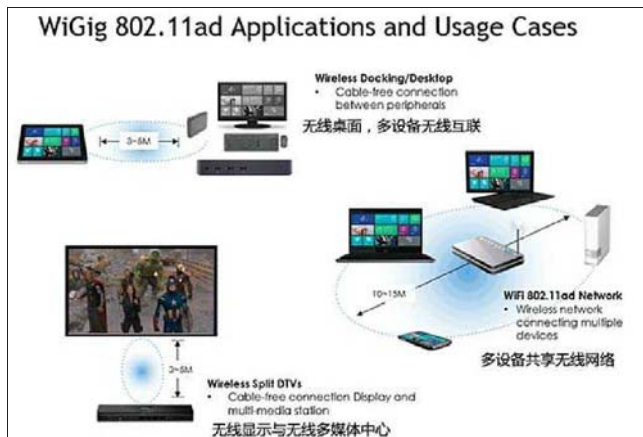 WiGig 802.11ad Applications and Usage Cases
Wireless Docking/Desktop
• Cable-free connection
between peripherals
无线桌面，多设备无线互联
3~5M
10~15M
WiFi 802.11ad Network
• Wireless network
connecting multiple
devices
多设备共享无线网络
3~5M
Wireless Split DTVs
• Cable-free connection Display and
multi-media station
无线显示与无线多媒体中心